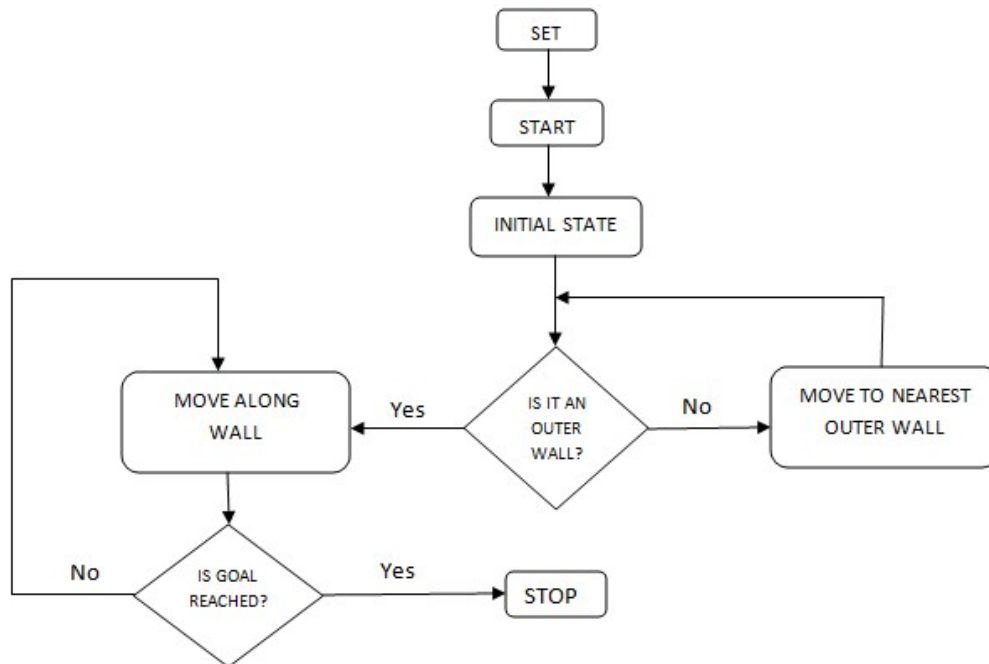 SET
START
INITIAL STATE
MOVE ALONG
WALL
Yes
IS IT AN
OUTER
WALL?
No
MOVE TO NEAREST
OUTER WALL
No
IS GOAL
REACHED?
Yes
STOP